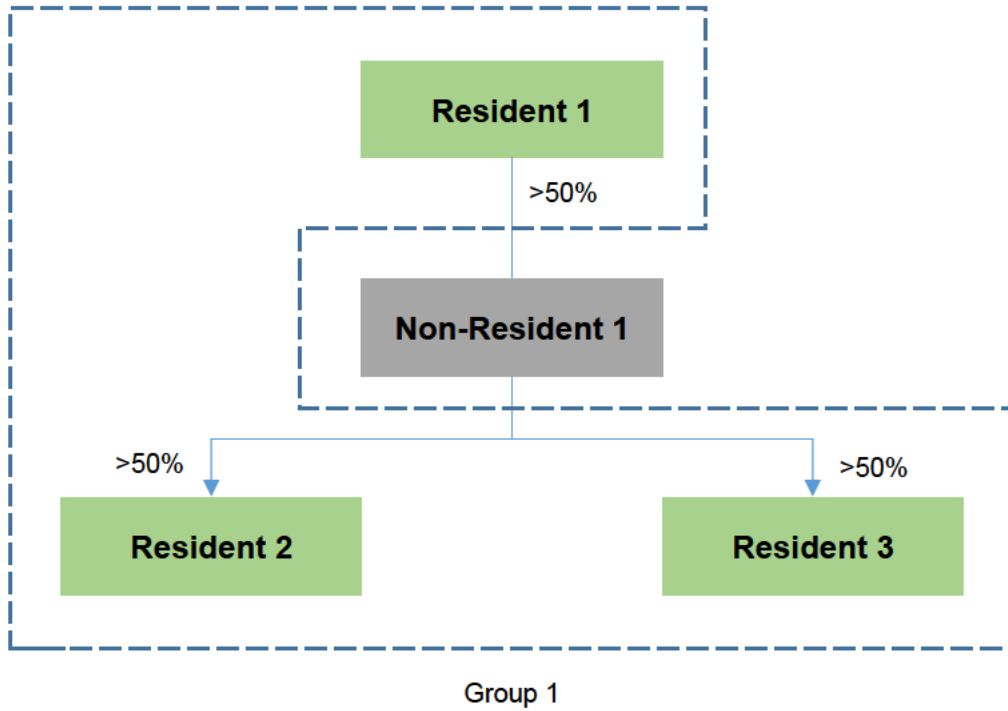 Resident 1
>50%
Non-Resident 1
>50%
>50%
Resident 2
Resident 3
Group 1